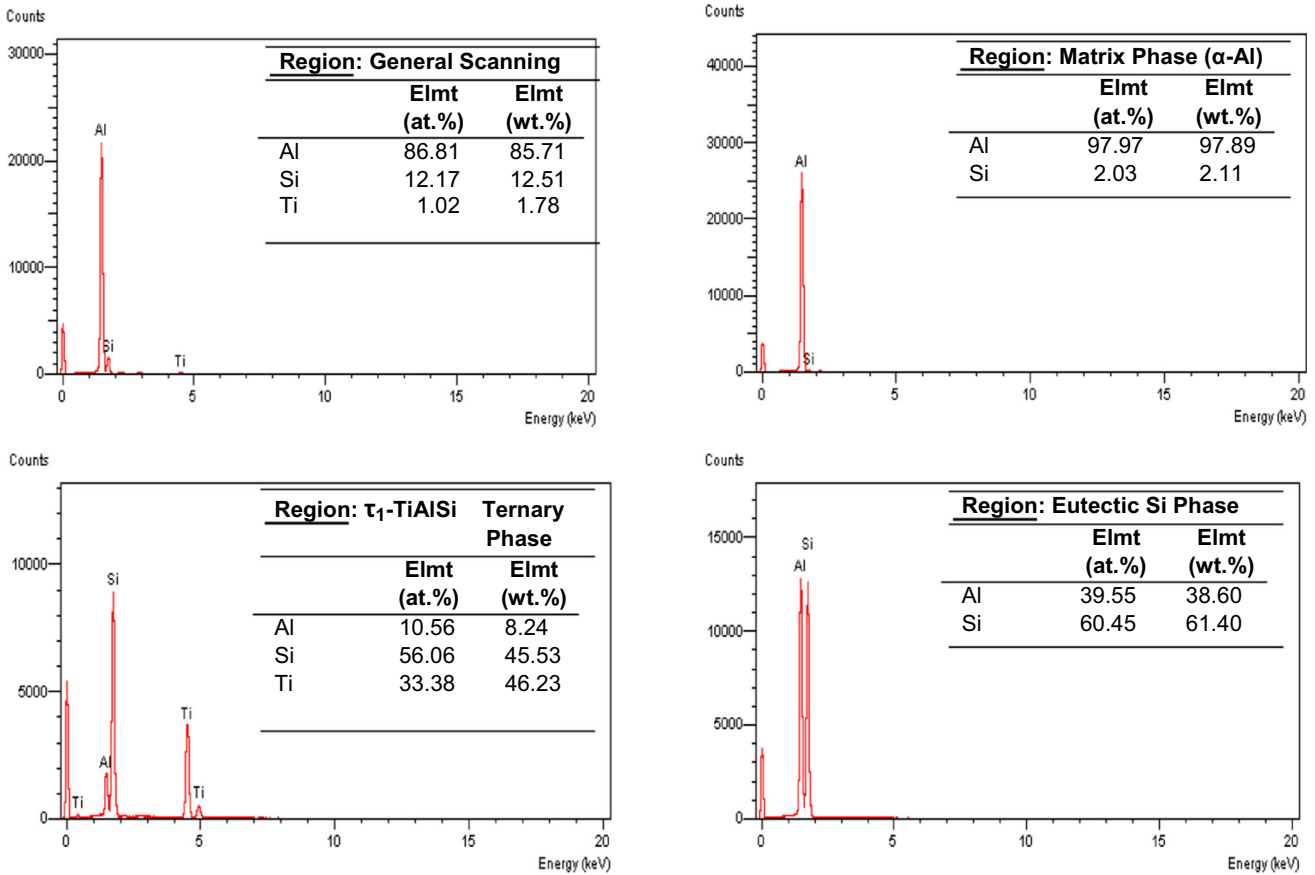 Counts
30000
20000
10000
0
Al
Si
Ti
0 5 10 15 20
Energy (keV)
Region: General Scanning
Elmt Elmt
(at.%) (wt.%)
Al 86.81 85.71
Si 12.17 12.51
Ti 1.02 1.78
Counts
40000
30000
20000
10000
0
Al
Si
0 5 10 15 20
Energy (keV)
Region: Matrix Phase (α-Al)
Elmt Elmt
(at.%) (wt.%)
Al 97.97 97.89
Si 2.03 2.11
Counts
10000
5000
0
Ti
Al
Si
Ti
Ti
0 5 10 15 20
Energy (keV)
Region: τ1-TiAlSi Ternary
Phase
Elmt Elmt
(at.%) (wt.%)
Al 10.56 8.24
Si 56.06 45.53
Ti 33.38 46.23
Counts
15000
10000
5000
0
Si
Al
0 5 10 15 20
Energy (keV)
Region: Eutectic Si Phase
Elmt Elmt
(at.%) (wt.%)
Al 39.55 38.60
Si 60.45 61.40